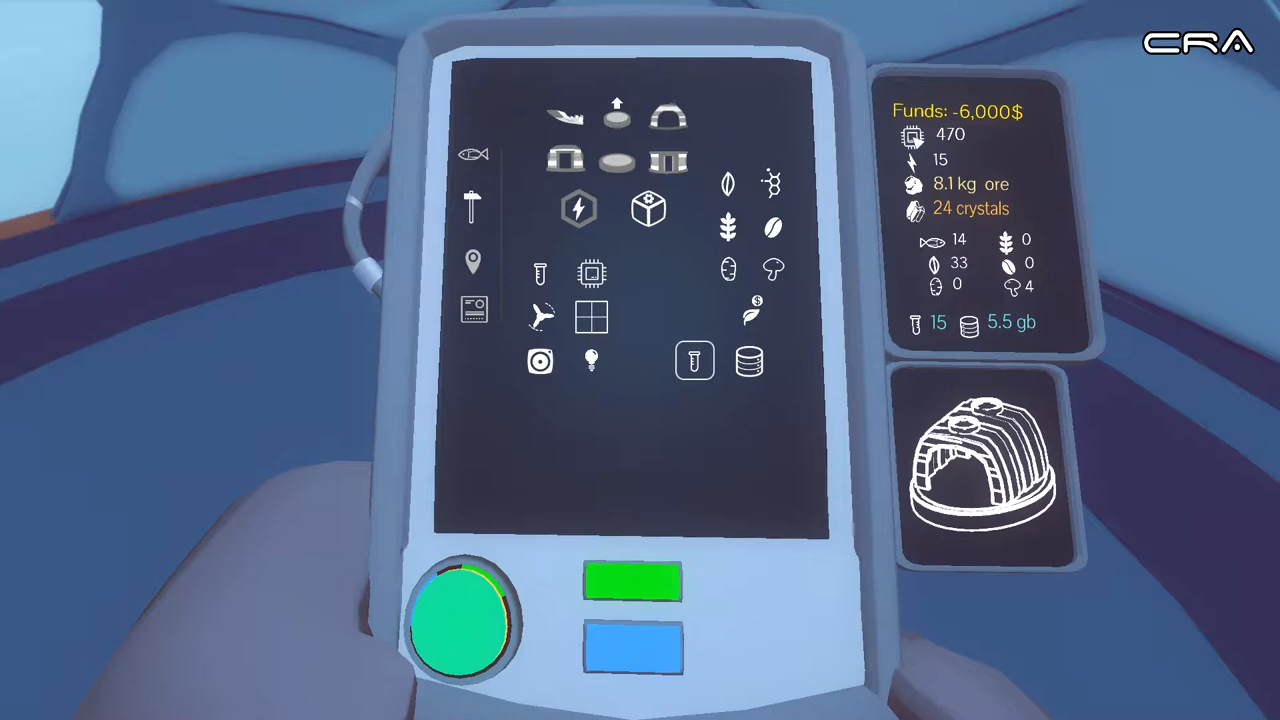 CRA
Funds: -6,000$
470
15
8.1 kg ore
24 crystals
14 0
33 0
0 4
15 5.5 gb